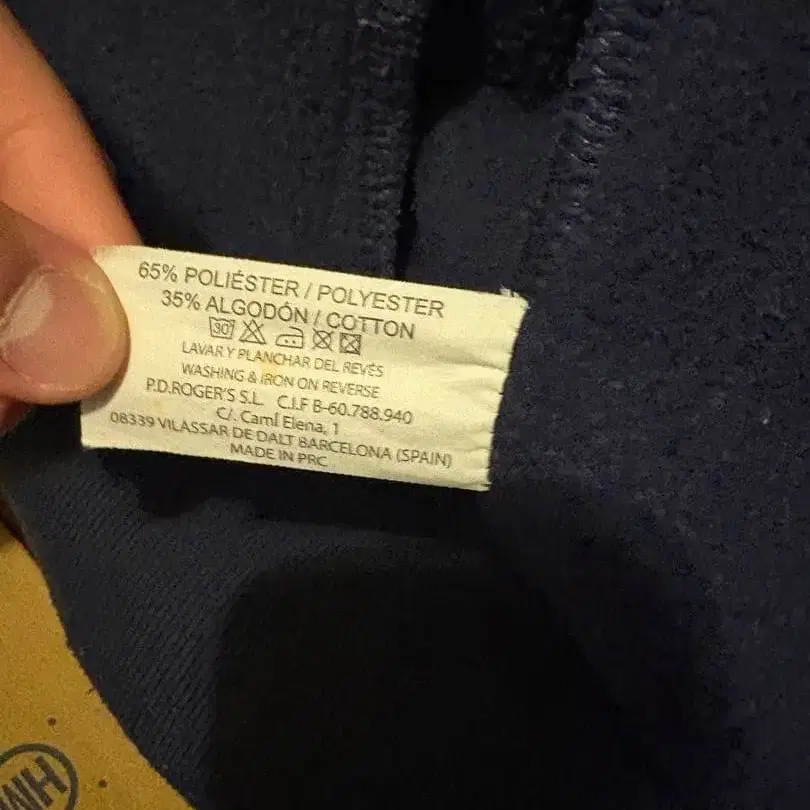 65% POLIÉSTER / POLYESTER
35% ALGODÓN / COTTON
30
LAVAR Y PLANCHAR DEL REVÉS
WASHING & IRON ON REVERSE
P.D.ROGER'S S.L. C.I.F B-60.788.940
C/. Camí Elena, 1
08339 VILASSAR DE DALT BARCELONA (SPAIN)
MADE IN PRC